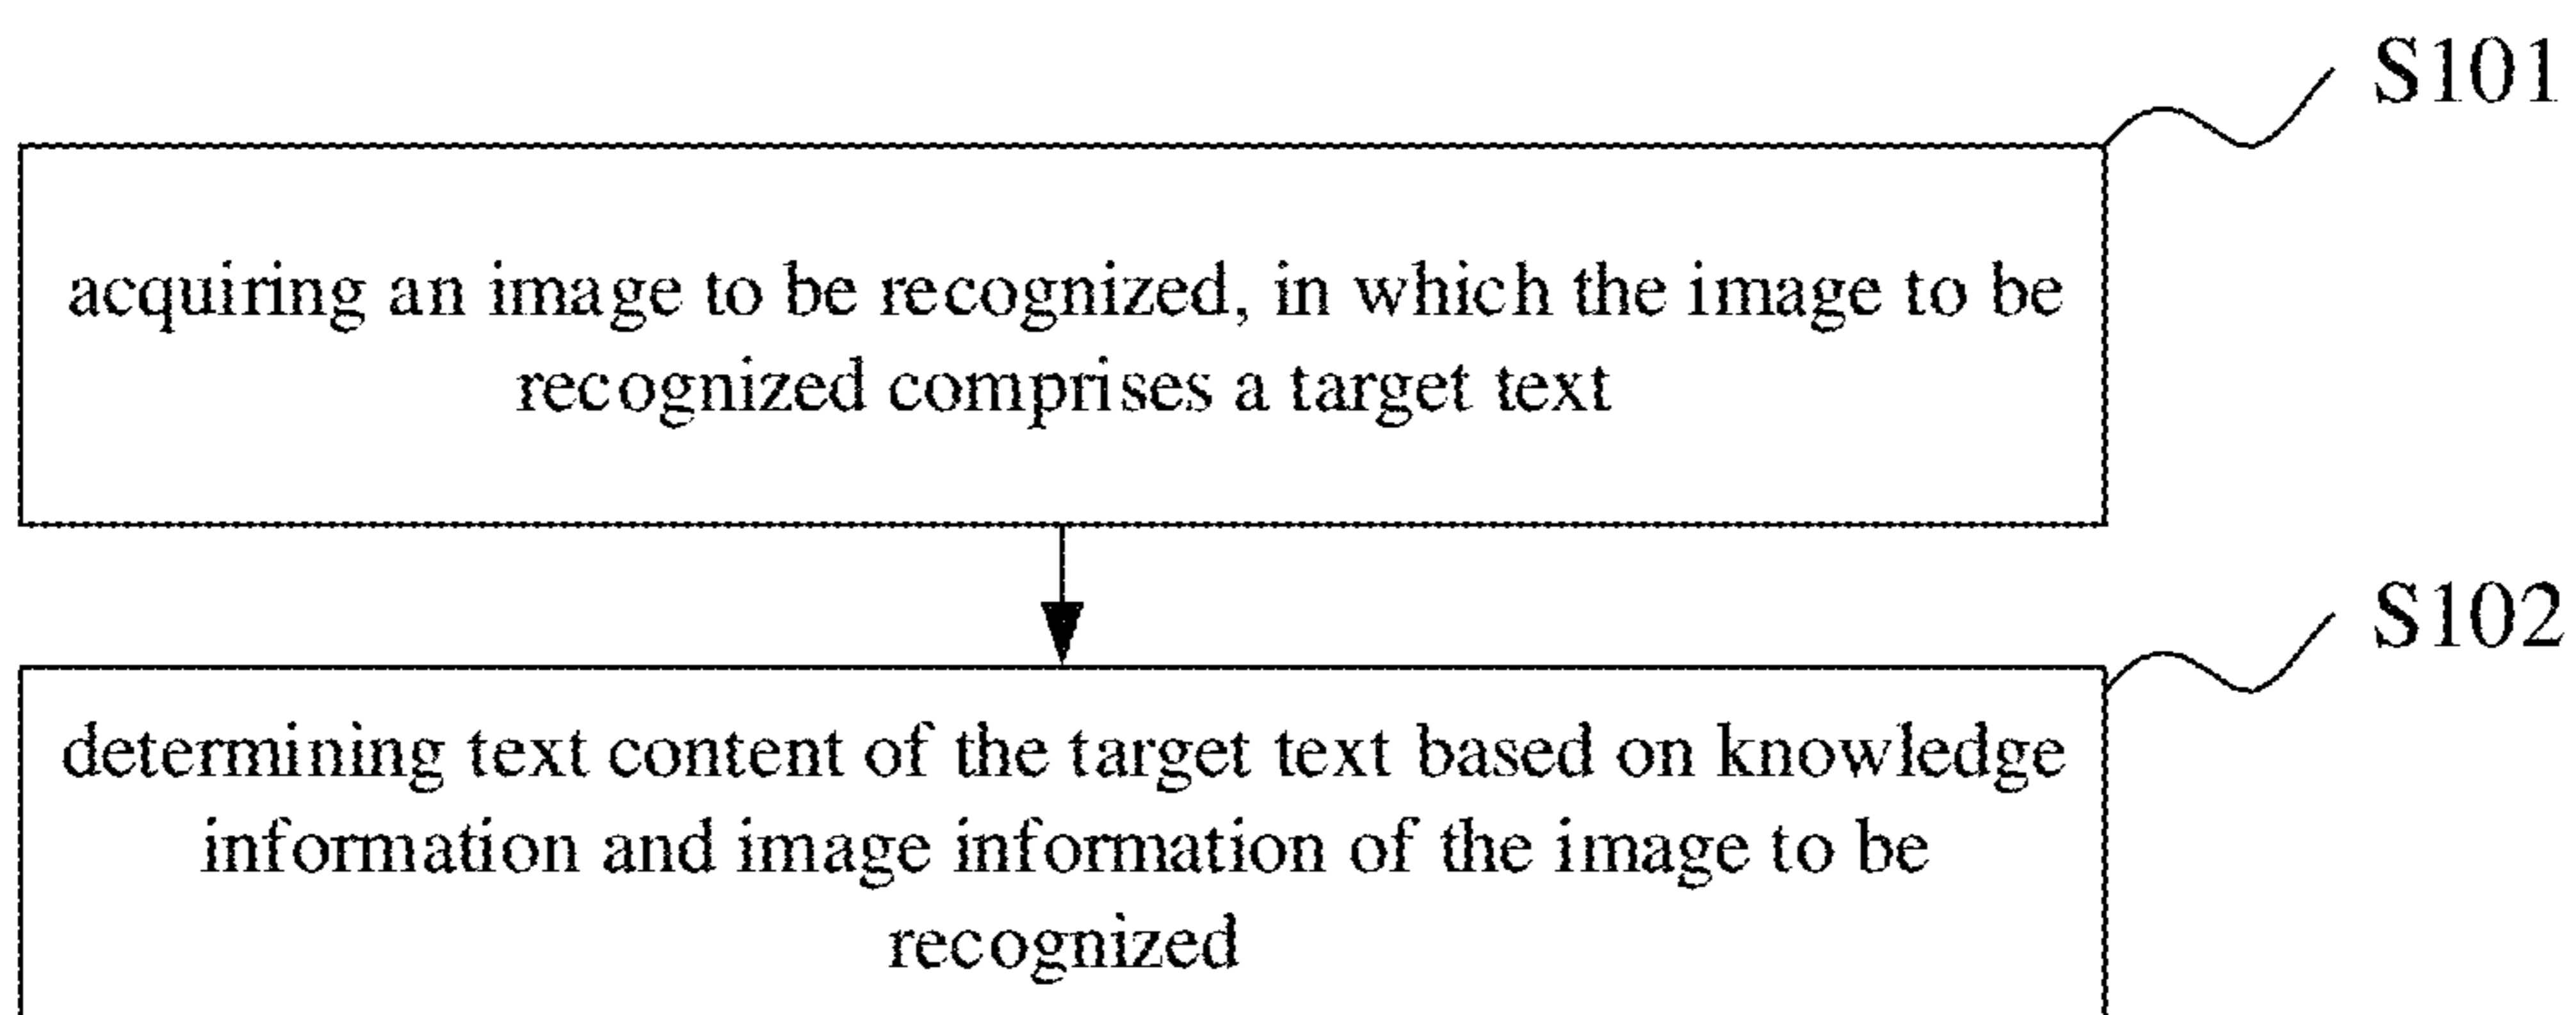 S101
acquiring an image to be recognized, in which the image to be
recognized comprises a target text
S102
determining text content of the target text based on knowledge
information and image information of the image to be
recognized